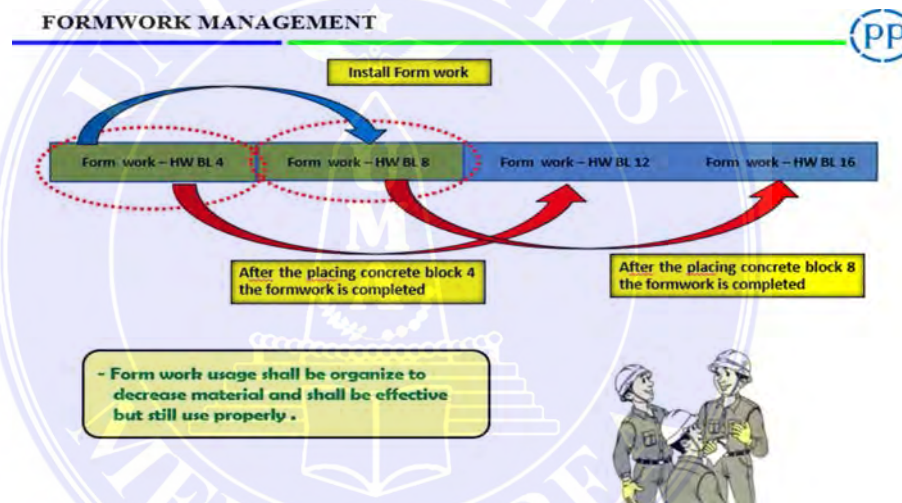 FORMWORK MANAGEMENT
PP
Install Form work
Form work – HW BL 4
Form work – HW BL 8
Form work – HW BL 12
Form work – HW BL 16
After the placing concrete block 4
the formwork is completed
After the placing concrete block 8
the formwork is completed
- Form work usage shall be organize to
decrease material and shall be effective
but still use properly .